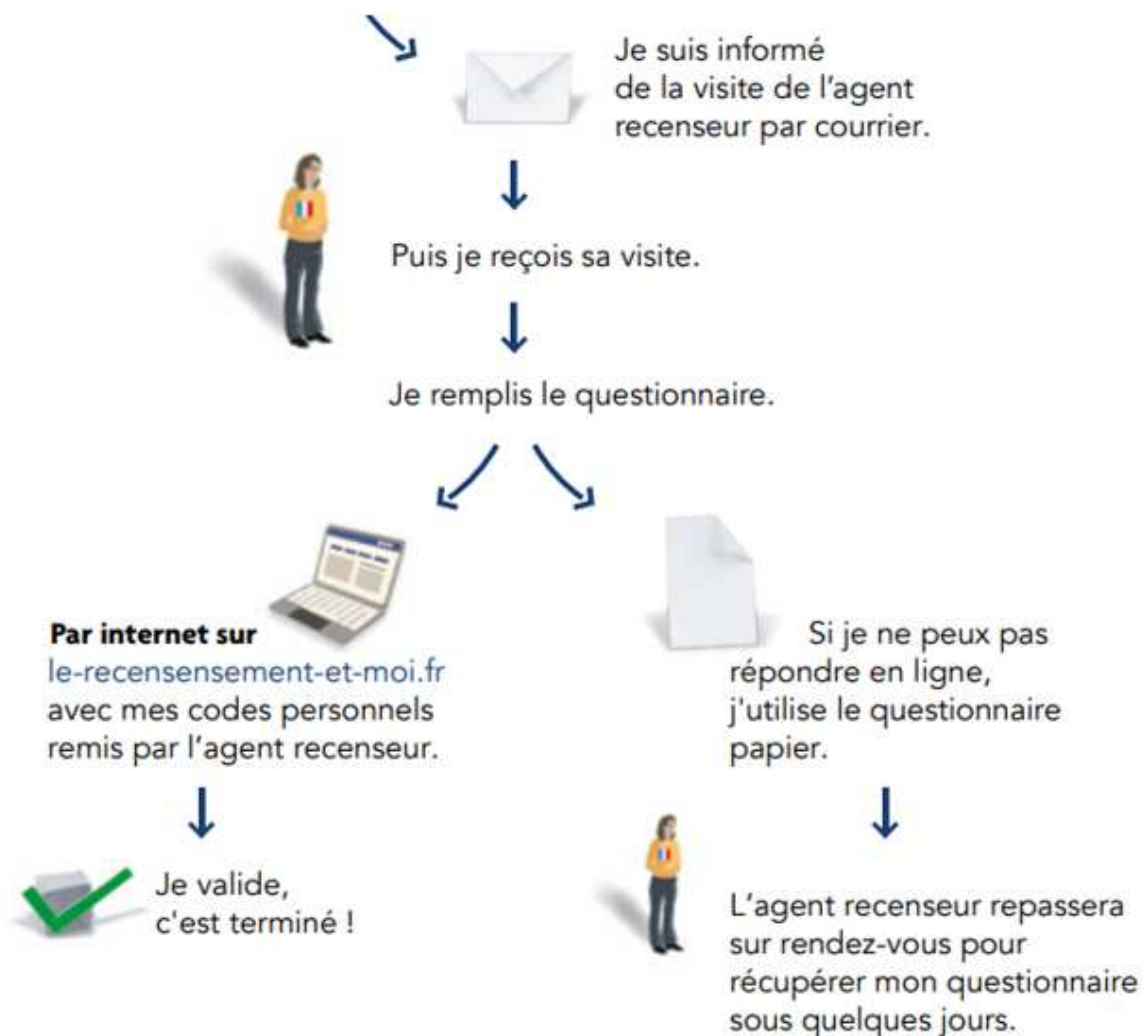 Je suis informé
de la visite de l'agent
recenseur par courrier.
Puis je reçois sa visite.
Je remplis le questionnaire.
Par internet sur
le-recensensement-et-moi.fr
avec mes codes personnels
remis par l'agent recenseur.
Je valide,
c'est terminé !
Si je ne peux pas
répondre en ligne,
j'utilise le questionnaire
papier.
L'agent recenseur repassera
sur rendez-vous pour
récupérer mon questionnaire
sous quelques jours.